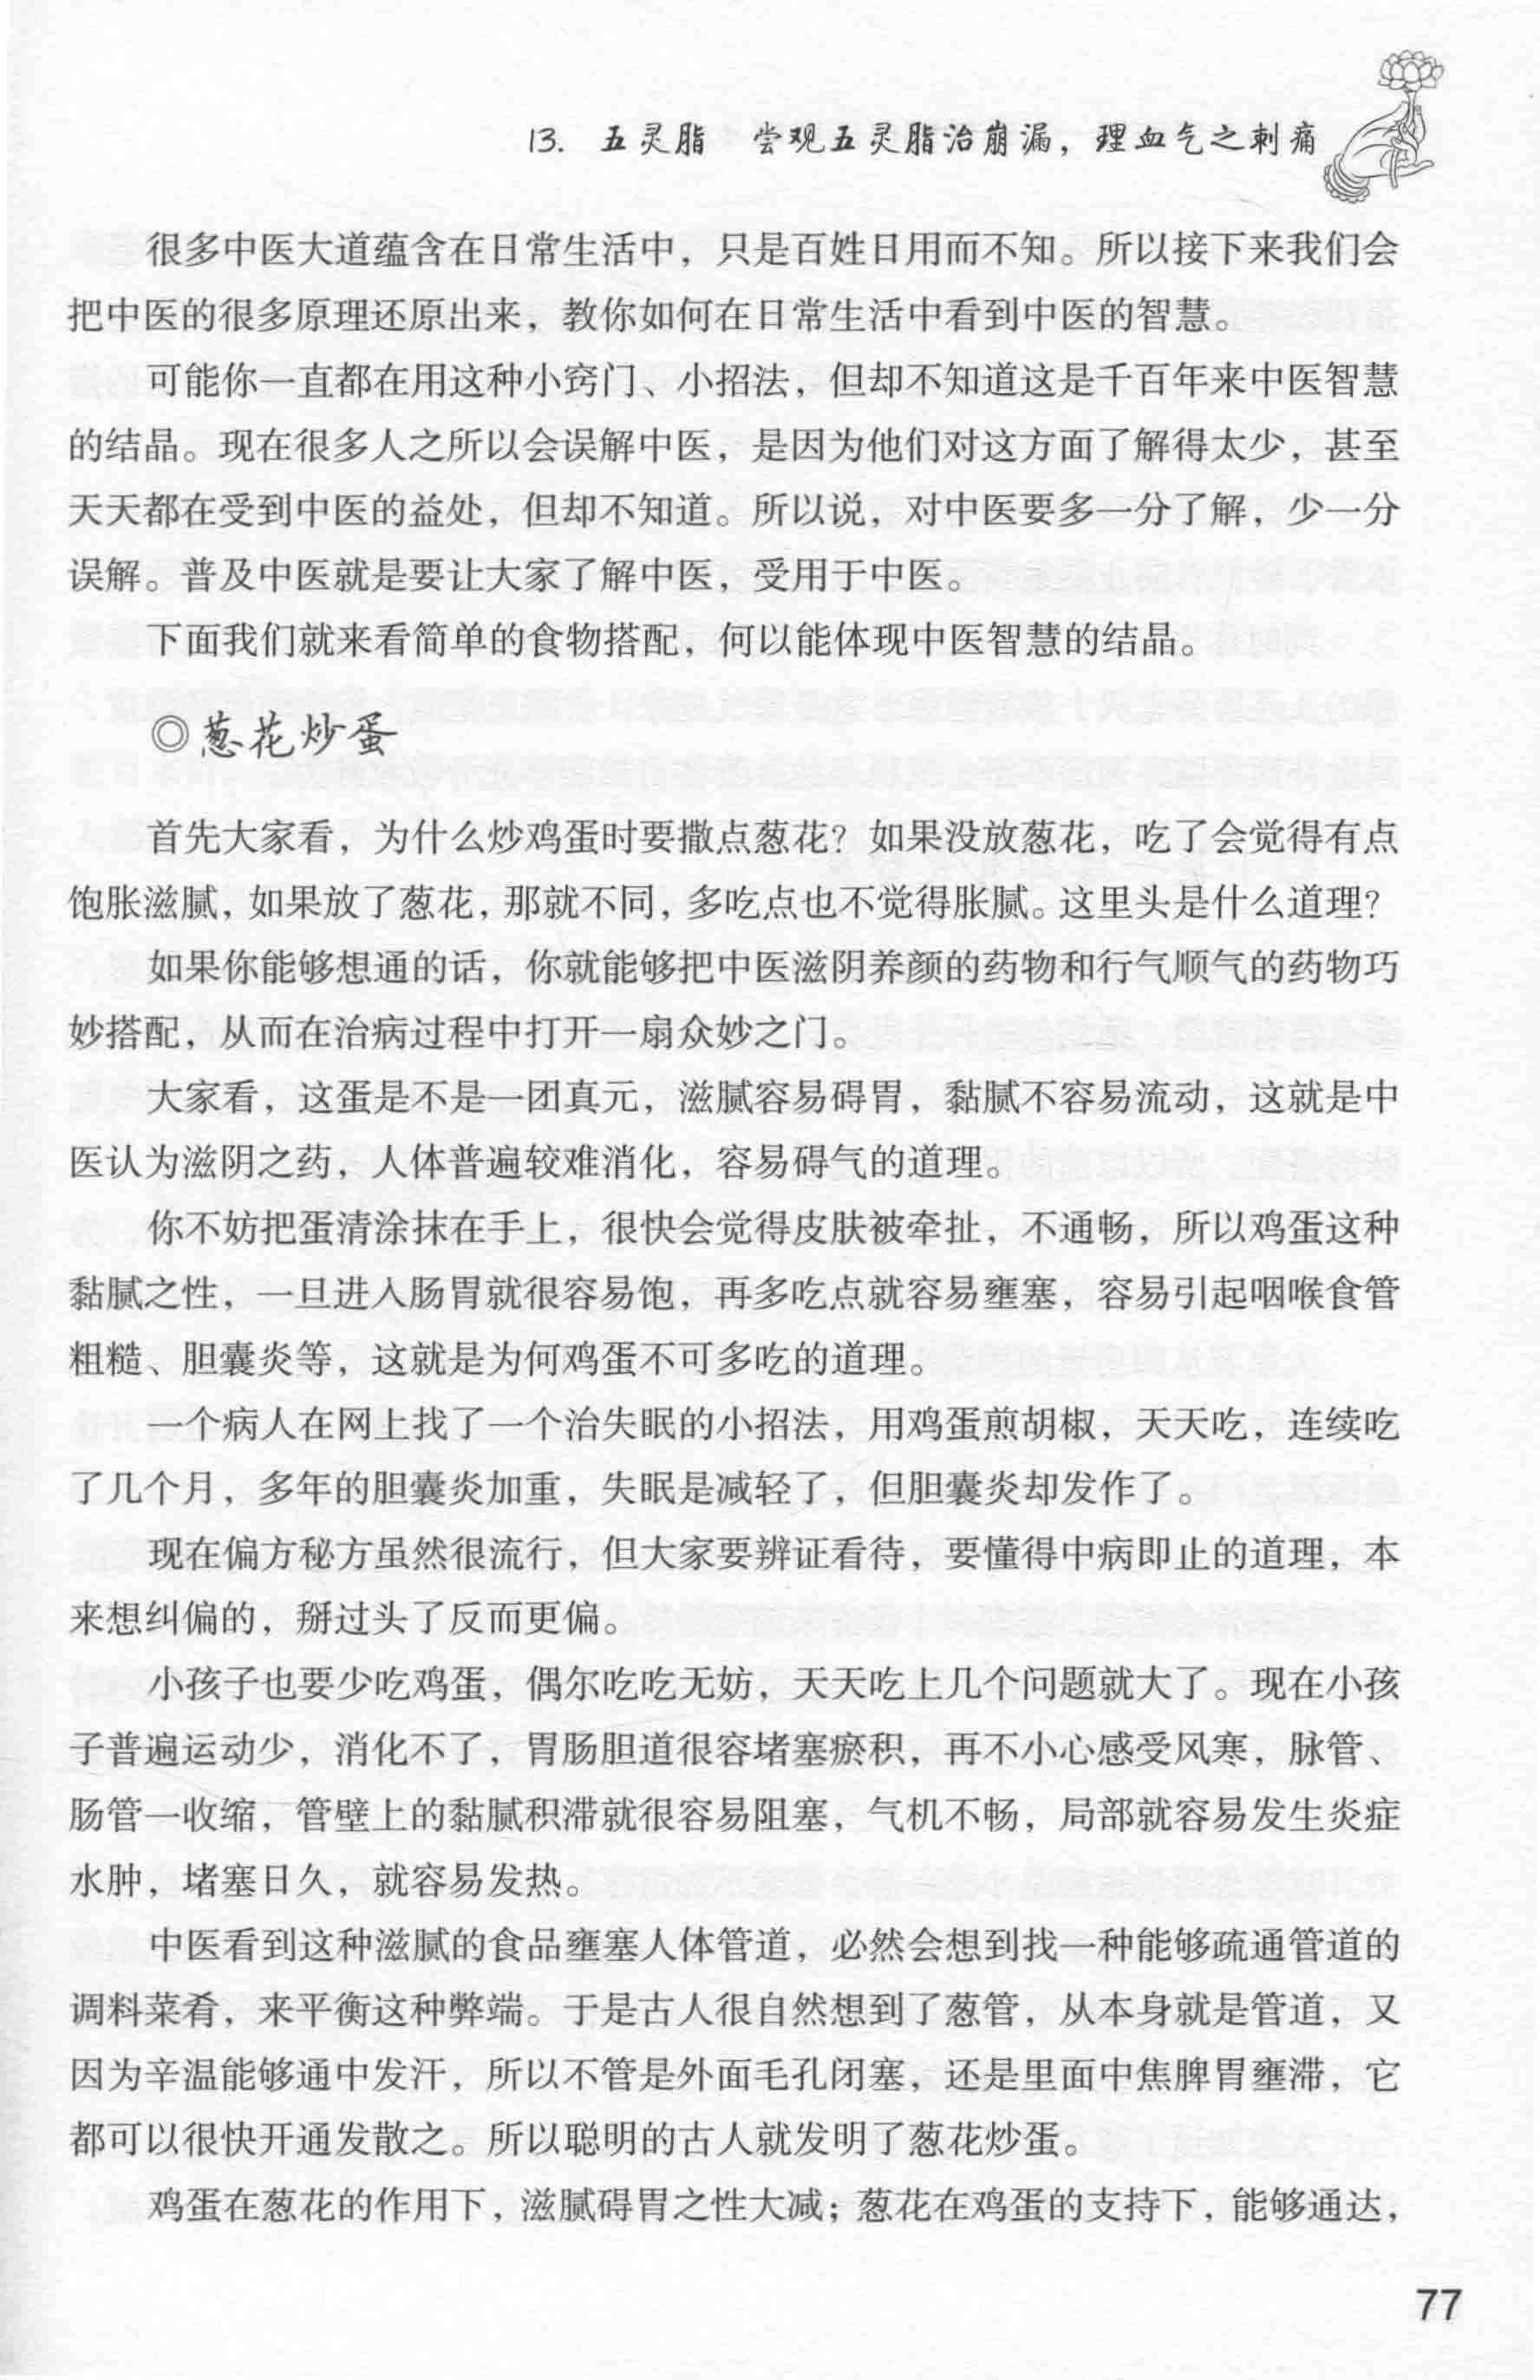 13. 五灵脂　尝观五灵脂治崩漏，理血气之刺痛
很多中医大道蕴含在日常生活中，只是百姓日用而不知。所以接下来我们会
把中医的很多原理还原出来，教你如何在日常生活中看到中医的智慧。
可能你一直都在用这种小窍门、小招法，但却不知道这是千百年来中医智慧
的结晶。现在很多人之所以会误解中医，是因为他们对这方面了解得太少，甚至
天天都在受到中医的益处，但却不知道。所以说，对中医要多一分了解，少一分
误解。普及中医就是要让大家了解中医，受用于中医。
下面我们就来看简单的食物搭配，何以能体现中医智慧的结晶。
◎葱花炒蛋
首先大家看，为什么炒鸡蛋时要撒点葱花？如果没放葱花，吃了会觉得有点
饱胀滋腻，如果放了葱花，那就不同，多吃点也不觉得胀腻。这里头是什么道理？
如果你能够想通的话，你就能够把中医滋阴养颜的药物和行气顺气的药物巧
妙搭配，从而在治病过程中打开一扇众妙之门。
大家看，这蛋是不是一团真元，滋腻容易碍胃，黏腻不容易流动，这就是中
医认为滋阴之药，人体普遍较难消化，容易碍气的道理。
你不妨把蛋清涂抹在手上，很快会觉得皮肤被牵扯，不通畅，所以鸡蛋这种
黏腻之性，一旦进入肠胃就很容易饱，再多吃点就容易壅塞，容易引起咽喉食管
粗糙、胆囊炎等，这就是为何鸡蛋不可多吃的道理。
一个病人在网上找了一个治失眠的小招法，用鸡蛋煎胡椒，天天吃，连续吃
了几个月，多年的胆囊炎加重，失眠是减轻了，但胆囊炎却发作了。
现在偏方秘方虽然很流行，但大家要辨证看待，要懂得中病即止的道理，本
来想纠偏的，掰过头了反而更偏。
小孩子也要少吃鸡蛋，偶尔吃吃无妨，天天吃上几个问题就大了。现在小孩
子普遍运动少，消化不了，胃肠胆道很容堵塞瘀积，再不小心感受风寒，脉管、
肠管一收缩，管壁上的黏腻积滞就很容易阻塞，气机不畅，局部就容易发生炎症
水肿，堵塞日久，就容易发热。
中医看到这种滋腻的食品壅塞人体管道，必然会想到找一种能够疏通管道的
调料菜肴，来平衡这种弊端。于是古人很自然想到了葱管，从本身就是管道，又
因为辛温能够通中发汗，所以不管是外面毛孔闭塞，还是里面中焦脾胃壅滞，它
都可以很快开通发散之。所以聪明的古人就发明了葱花炒蛋。
鸡蛋在葱花的作用下，滋腻碍胃之性大减；葱花在鸡蛋的支持下，能够通达，
77